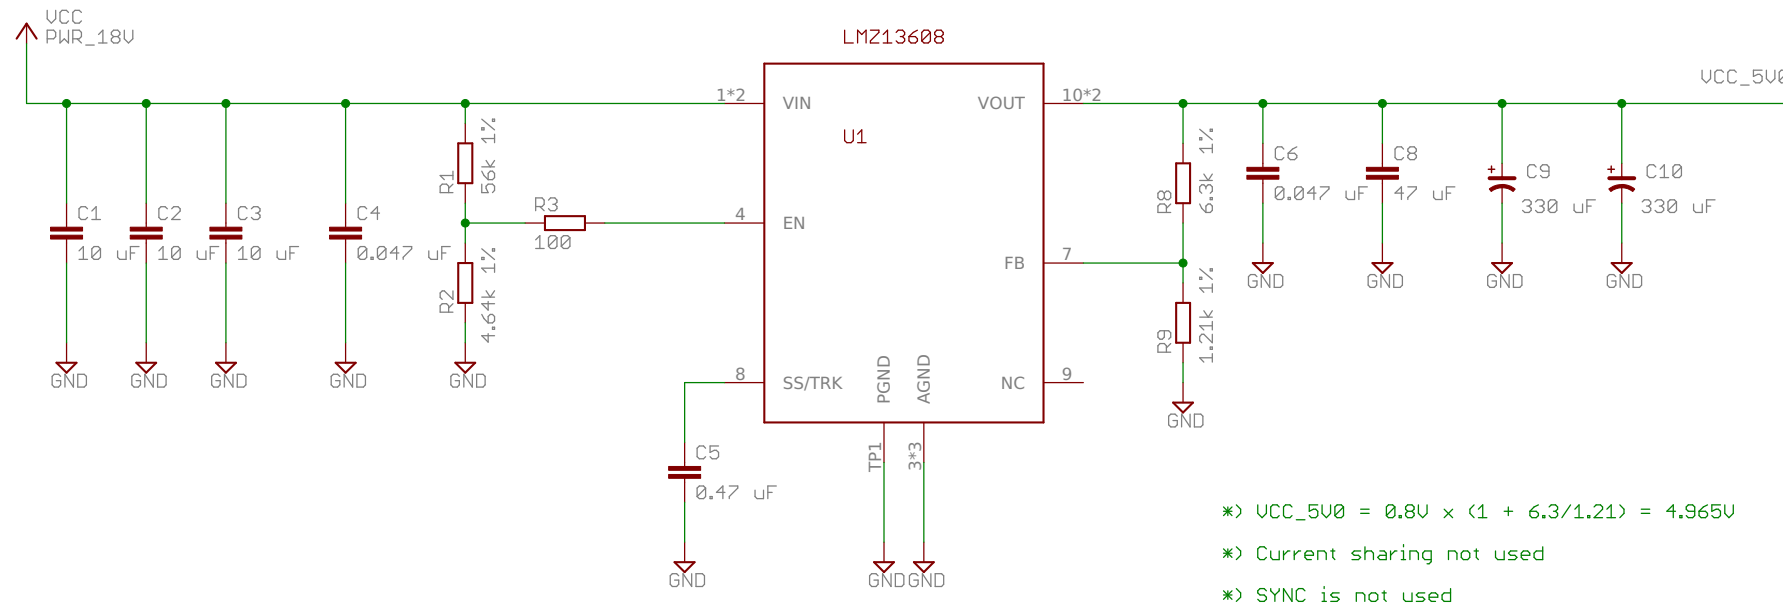 VCC
PWR_18V
LMZ13608
VCC_5V0
1*2
VIN
VOUT
10*2
U1
R1
56k 1%
R8
6.3k 1%
C6
0.047 uF
C8
47 uF
C9
330 uF
C10
330 uF
C1
10 uF
C2
10 uF
C3
10 uF
C4
0.047 uF
R3
100
4
EN
FB
7
R2
4.64k 1%
R9
1.21k 1%
GND
GND
GND
GND
GND
GND
GND
GND
GND
8
SS/TRK
PGND
AGND
NC
9
GND
TP1
3*3
C5
0.47 uF
GND
GND
GND
*) VCC_5V0 = 0.8V x (1 + 6.3/1.21) = 4.965V
*) Current sharing not used
*) SYNC is not used